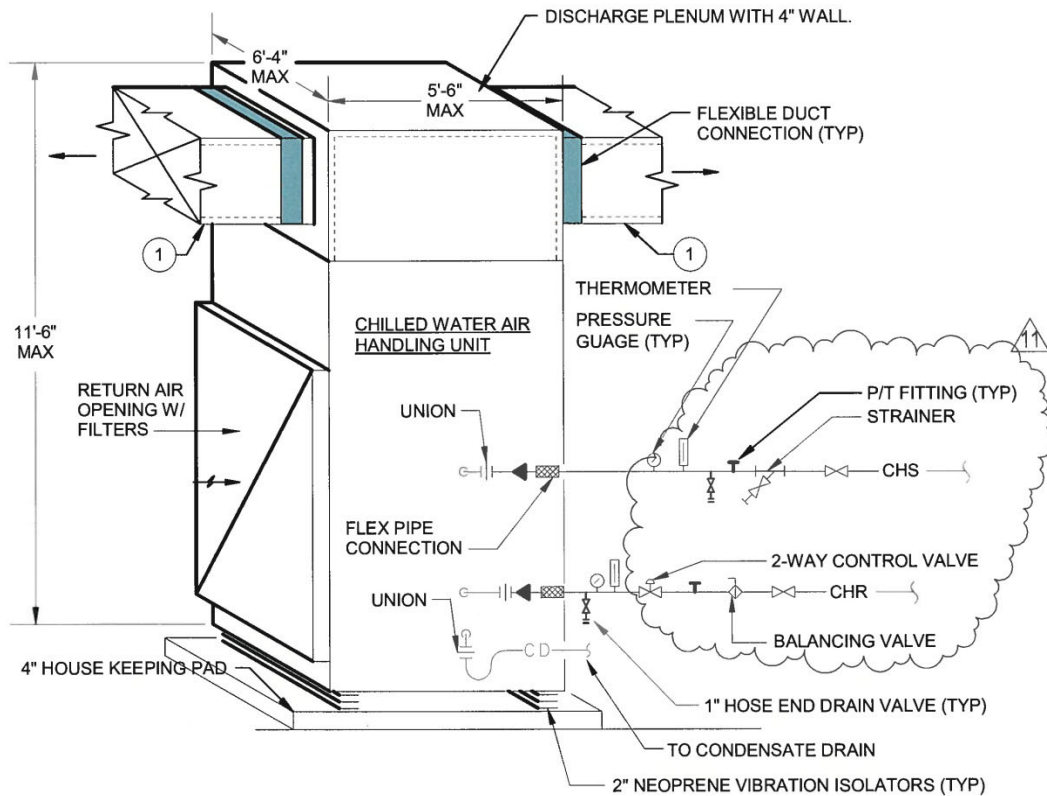 DISCHARGE PLENUM WITH 4" WALL.
6'-4"
MAX
5'-6"
MAX
FLEXIBLE DUCT
CONNECTION (TYP)
1
1
11'-6"
MAX
THERMOMETER
PRESSURE
GUAGE (TYP)
11
CHILLED WATER AIR
HANDLING UNIT
RETURN AIR
OPENING W/
FILTERS
UNION
P/T FITTING (TYP)
STRAINER
CHS
FLEX PIPE
CONNECTION
2-WAY CONTROL VALVE
UNION
CHR
BALANCING VALVE
CD
4" HOUSE KEEPING PAD
1" HOSE END DRAIN VALVE (TYP)
TO CONDENSATE DRAIN
2" NEOPRENE VIBRATION ISOLATORS (TYP)